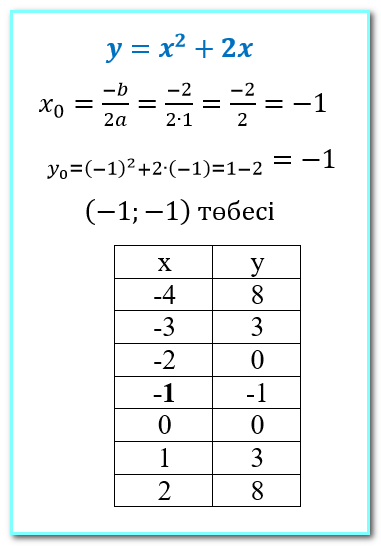 y = x² + 2x
x₀ = −b/2a = −2/2·1 = −2/2 = −1
y₀=(−1)²+2·(−1)=1−2 = −1
(−1; −1) төбесі
x y
-4 8
-3 3
-2 0
-1 -1
0 0
1 3
2 8